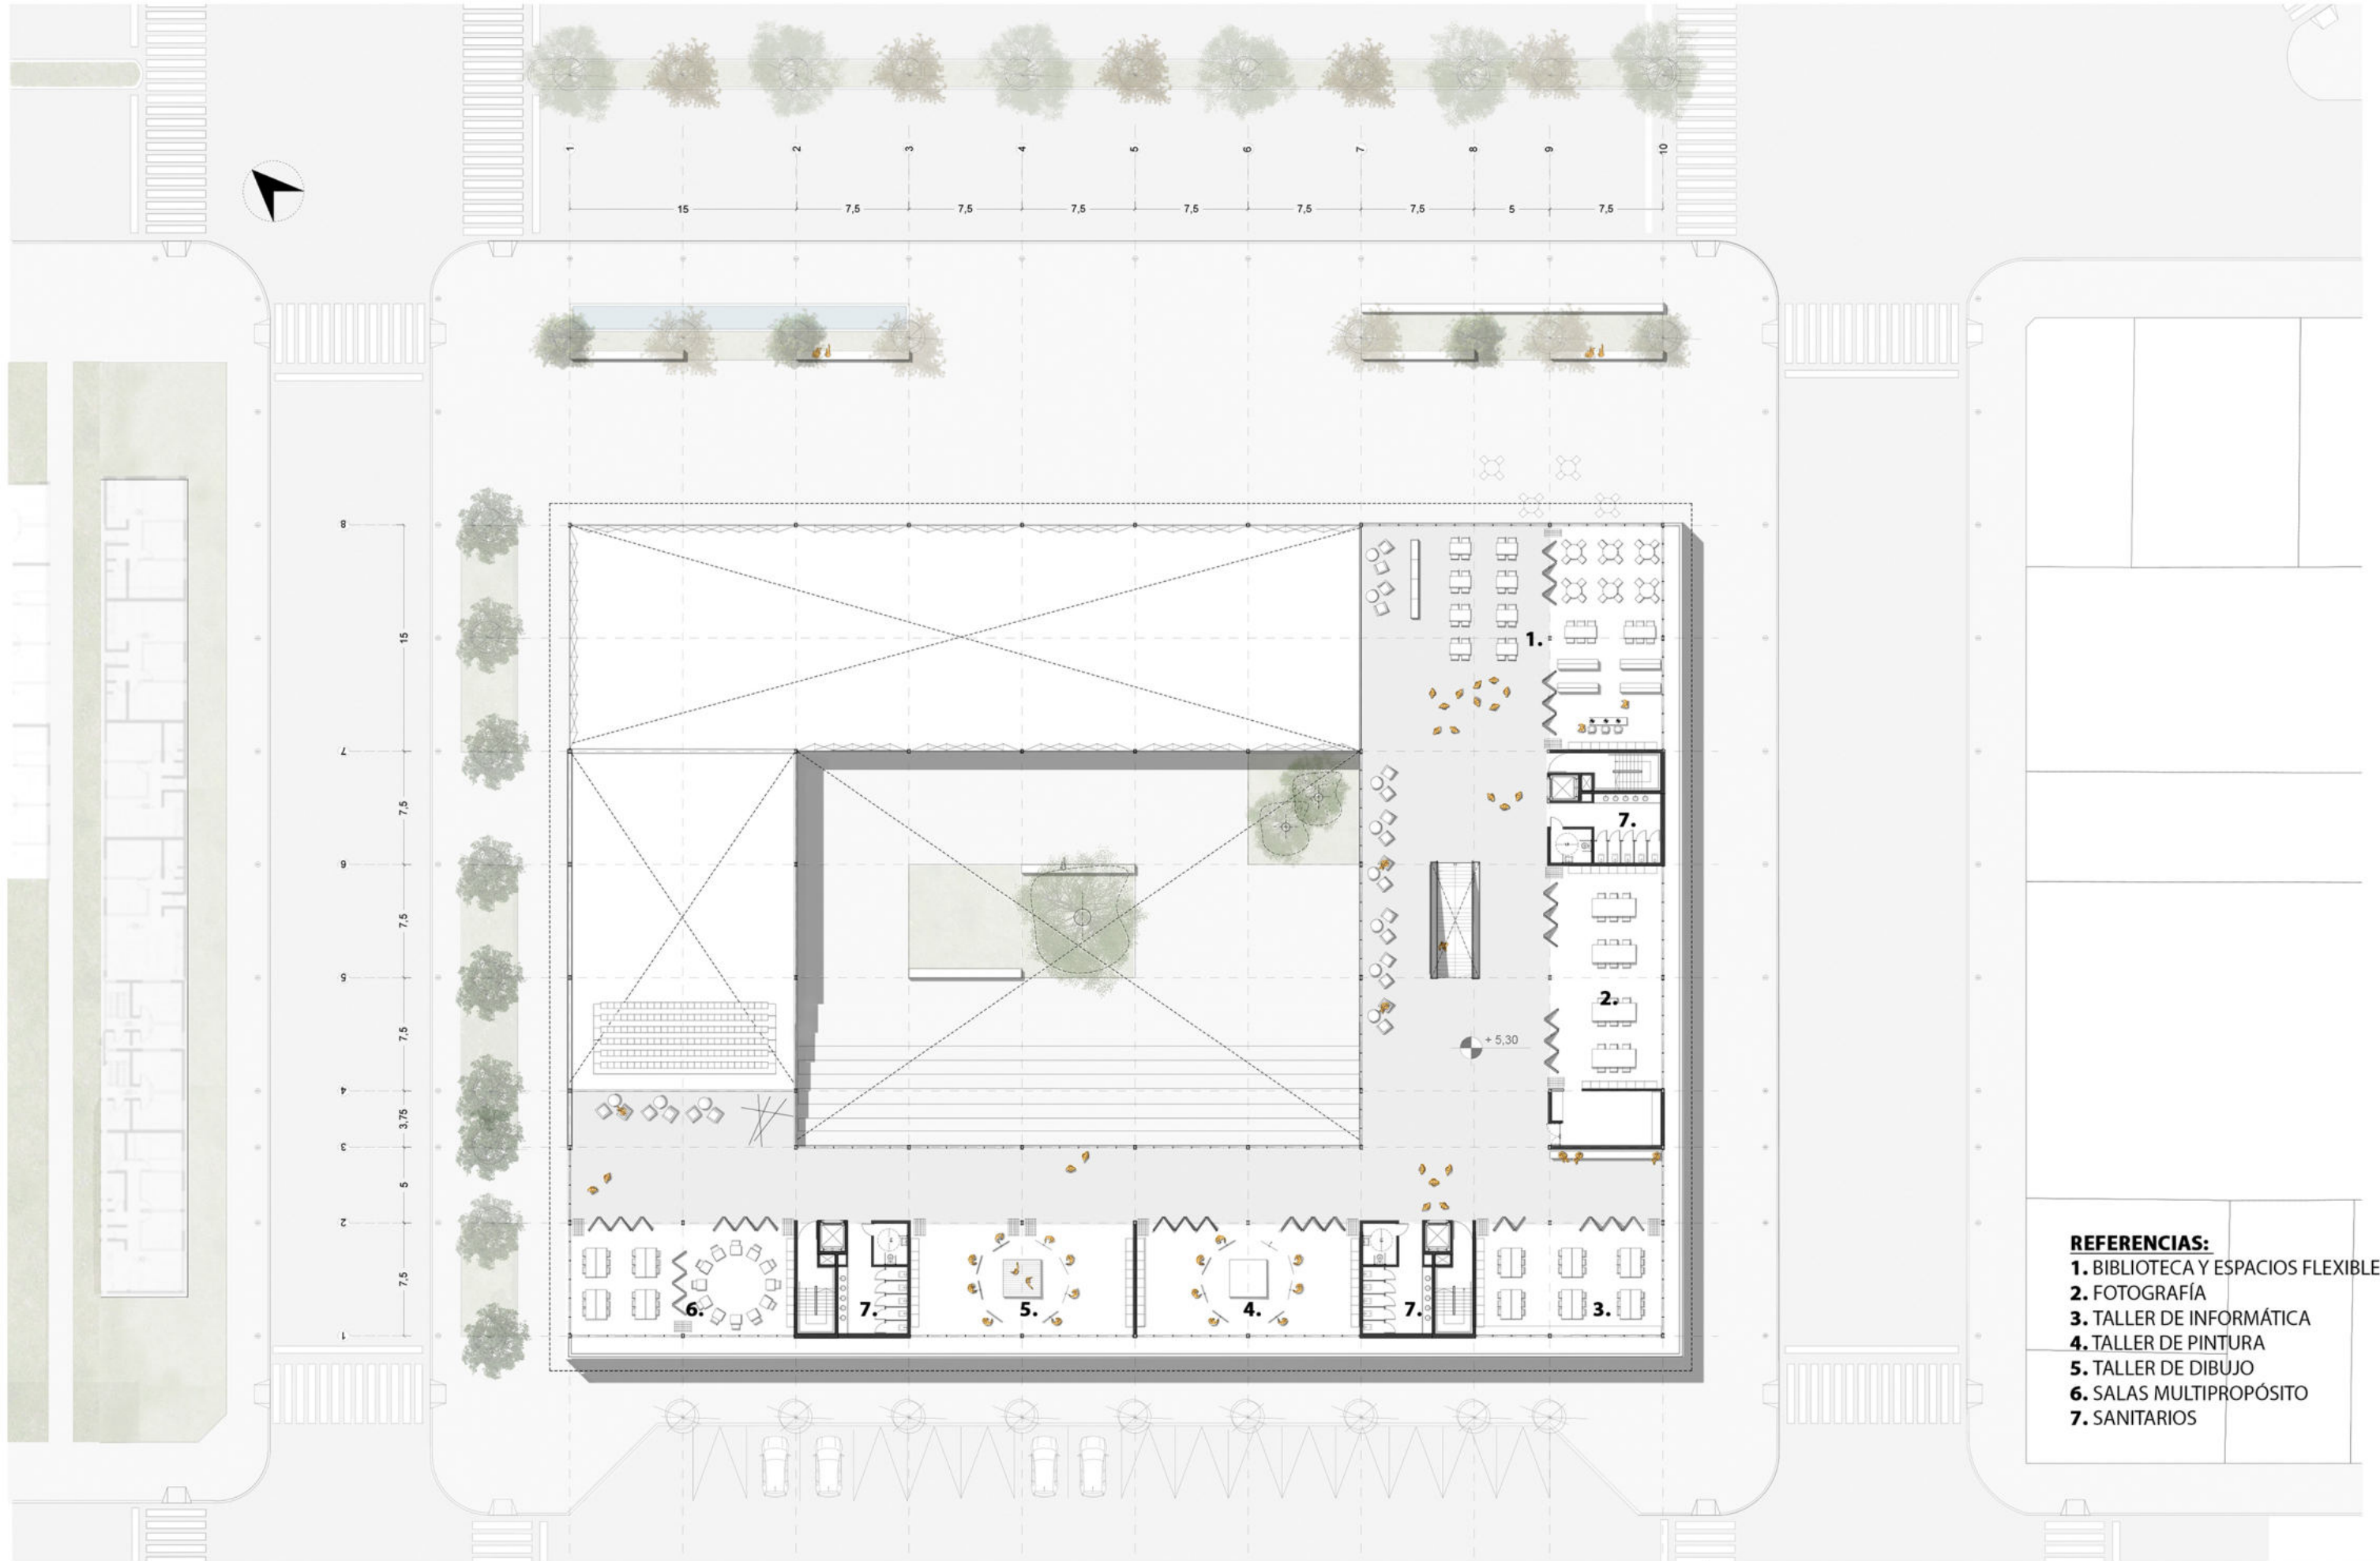 1 2 3 4 5 6 7 8 9 10
15 7,5 7,5 7,5 7,5 7,5 7,5 5 7,5
8
15
1.
7
7,5
7.
6
7,5
5
2.
7,5
+ 5,30
4
3,75
3
5
2
7,5
6. 7. 5. 4. 7. 3.
1
REFERENCIAS:
1. BIBLIOTECA Y ESPACIOS FLEXIBLE
2. FOTOGRAFÍA
3. TALLER DE INFORMÁTICA
4. TALLER DE PINTURA
5. TALLER DE DIBUJO
6. SALAS MULTIPROPÓSITO
7. SANITARIOS